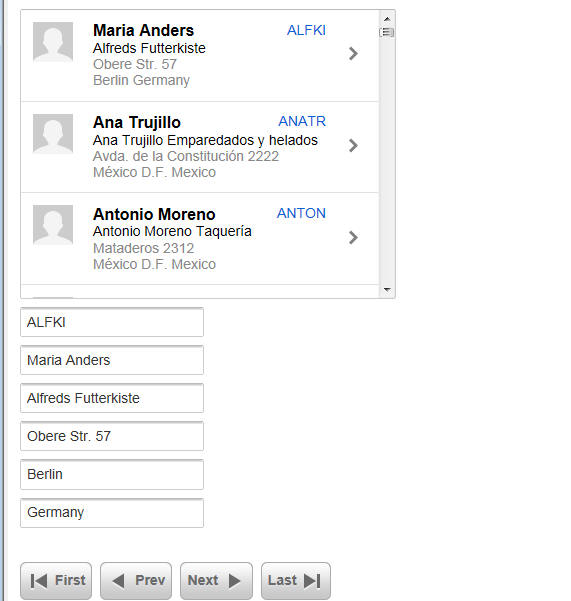 Maria Anders ALFKI
Alfreds Futterkiste
Obere Str. 57
Berlin Germany
Ana Trujillo ANATR
Ana Trujillo Emparedados y helados
Avda. de la Constitución 2222
México D.F. Mexico
Antonio Moreno ANTON
Antonio Moreno Taquería
Mataderos 2312
México D.F. Mexico
ALFKI
Maria Anders
Alfreds Futterkiste
Obere Str. 57
Berlin
Germany
First Prev Next Last